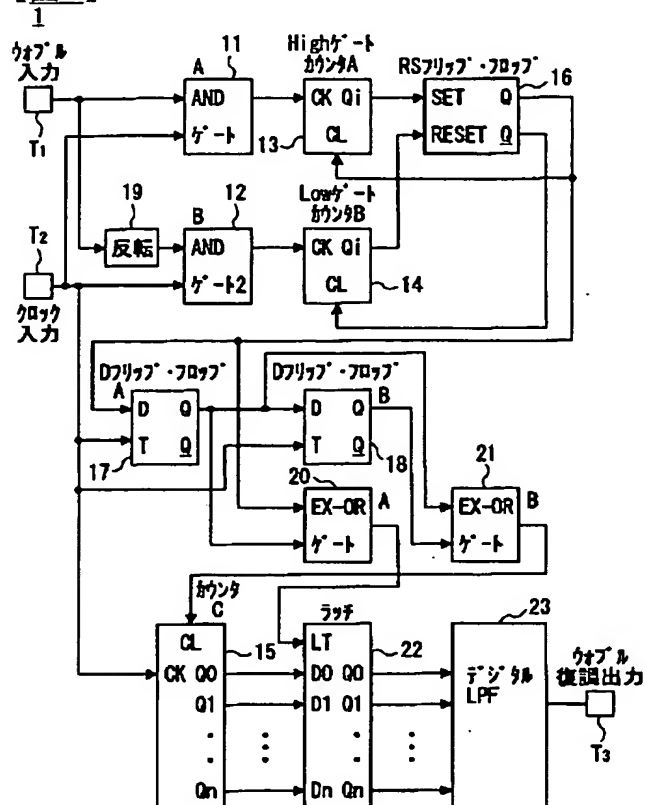 1
ウォブル
入力
T1
A
11
AND
ゲート
Highゲート
カウンタA
CK Qi
CL
13
RSフリップ・フロップ
SET Q
RESET Q
16
19
反転
B
12
AND
ゲート2
Lowゲート
カウンタB
CK Qi
CL
14
T2
クロック
入力
Dフリップ・フロップ
A
D Q
T Q
17
Dフリップ・フロップ
B
D Q
T Q
18
20
EX-OR A
ゲート
21
EX-OR B
ゲート
カウンタ
C
CL
CK Q0
Q1
Qn
15
ラッチ
LT
D0 Q0
D1 Q1
Dn Qn
22
23
デジタル
LPF
ウォブル
復調出力
T3